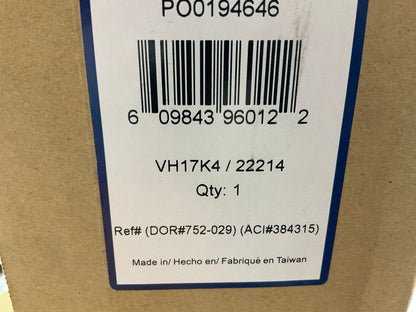 PO0194646
6 09843 96012 2
VH17K4 / 22214
Qty: 1
Ref# (DOR#752-029) (ACI#384315)
Made in/ Hecho en/ Fabriqué en Taiwan